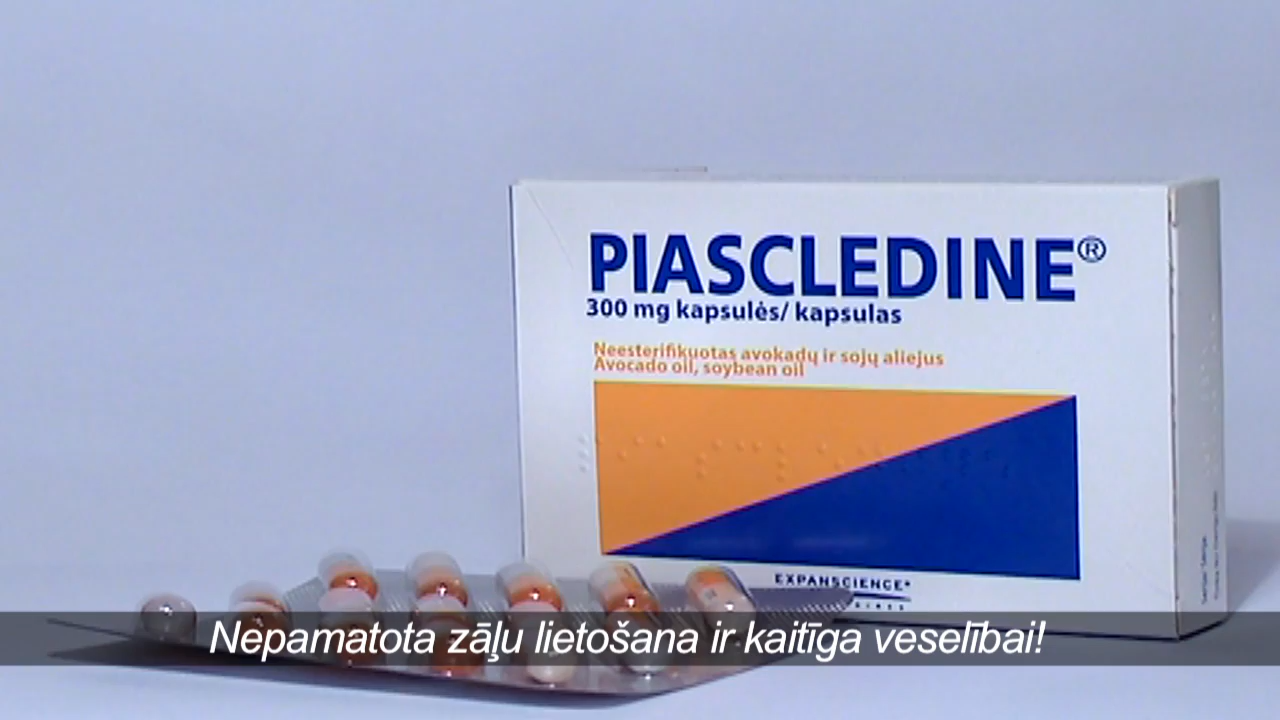 PIASCLEDINE®
300 mg kapsulės/ kapsulas
Neesterifikuotas avokadų ir sojų aliejus
Avocado oil, soybean oil
EXPANSCIENCE®
Nepamatota zāļu lietošana ir kaitīga veselībai!